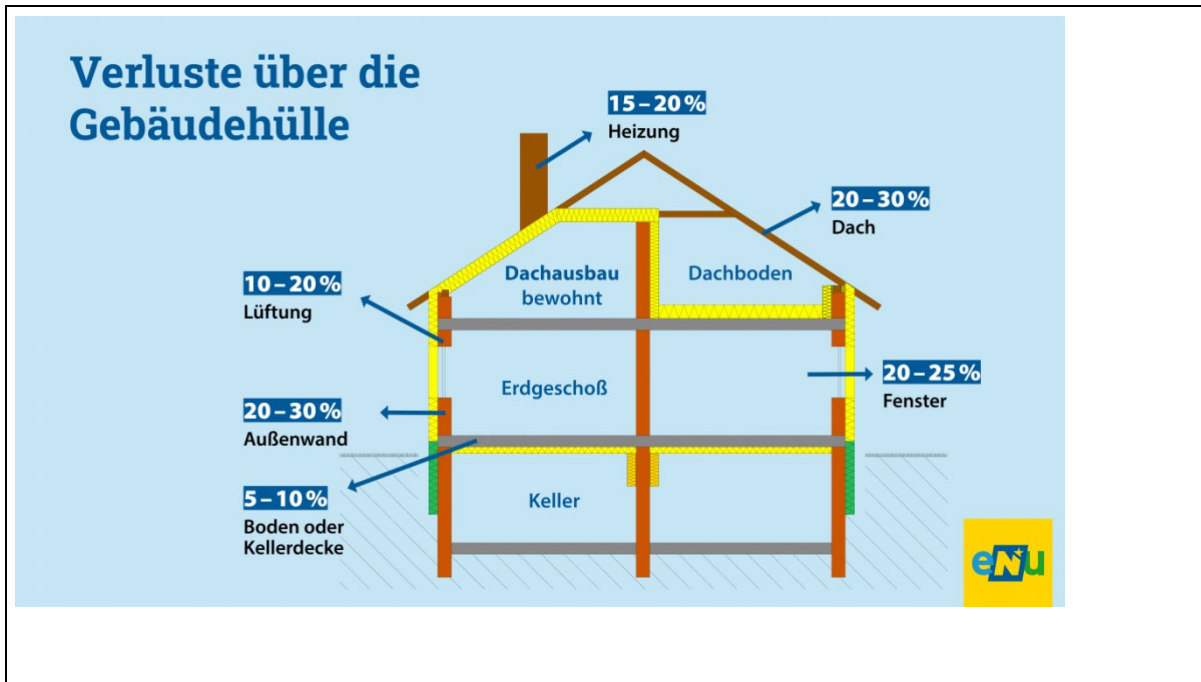 Verluste über die
Gebäudehülle
15 – 20 %
Heizung
20 – 30 %
Dach
Dachausbau
bewohnt
Dachboden
10 – 20 %
Lüftung
Erdgeschoß
20 – 25 %
Fenster
20 – 30 %
Außenwand
5 – 10 %
Boden oder
Kellerdecke
Keller
eNu